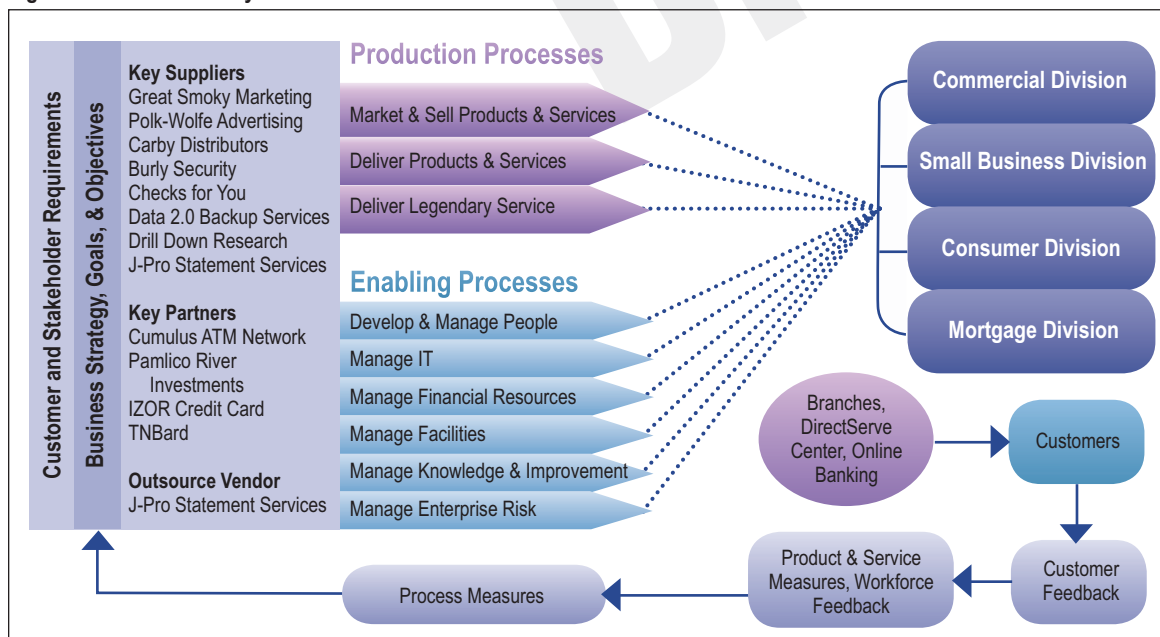 Customer and Stakeholder Requirements
Business Strategy, Goals, & Objectives
Key Suppliers
Great Smoky Marketing
Polk-Wolfe Advertising
Carby Distributors
Burly Security
Checks for You
Data 2.0 Backup Services
Drill Down Research
J-Pro Statement Services
Key Partners
Cumulus ATM Network
Pamlico River
Investments
IZOR Credit Card
TNBard
Outsource Vendor
J-Pro Statement Services
Production Processes
Market & Sell Products & Services
Deliver Products & Services
Deliver Legendary Service
Enabling Processes
Develop & Manage People
Manage IT
Manage Financial Resources
Manage Facilities
Manage Knowledge & Improvement
Manage Enterprise Risk
Commercial Division
Small Business Division
Consumer Division
Mortgage Division
Branches,
DirectServe
Center, Online
Banking
Customers
Customer
Feedback
Product & Service
Measures, Workforce
Feedback
Process Measures